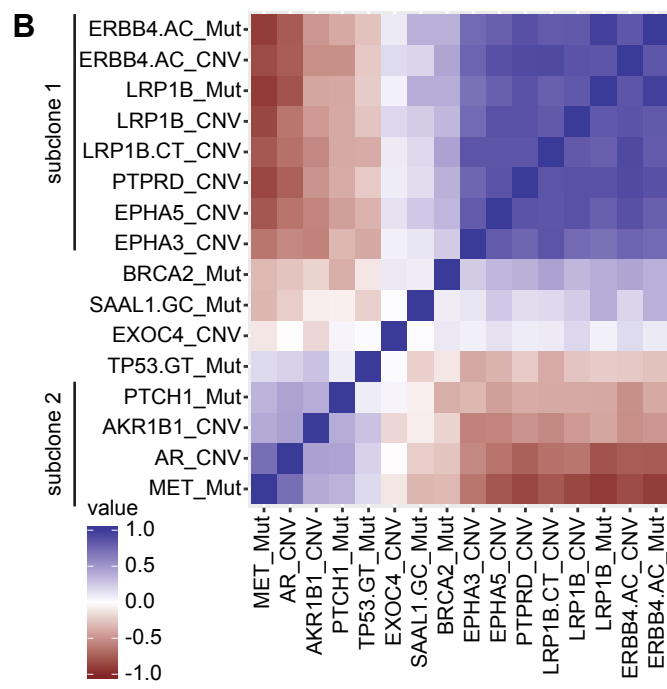 B
subclone 1
subclone 2
ERBB4.AC_Mut
ERBB4.AC_CNV
LRP1B_Mut
LRP1B_CNV
LRP1B.CT_CNV
PTPRD_CNV
EPHA5_CNV
EPHA3_CNV
BRCA2_Mut
SAAL1.GC_Mut
EXOC4_CNV
TP53.GT_Mut
PTCH1_Mut
AKR1B1_CNV
AR_CNV
MET_Mut
value
1.0
0.5
0.0
-0.5
-1.0
MET_Mut
AR_CNV
AKR1B1_CNV
PTCH1_Mut
TP53.GT_Mut
EXOC4_CNV
SAAL1.GC_Mut
BRCA2_Mut
EPHA3_CNV
EPHA5_CNV
PTPRD_CNV
LRP1B.CT_CNV
LRP1B_CNV
LRP1B_Mut
ERBB4.AC_CNV
ERBB4.AC_Mut